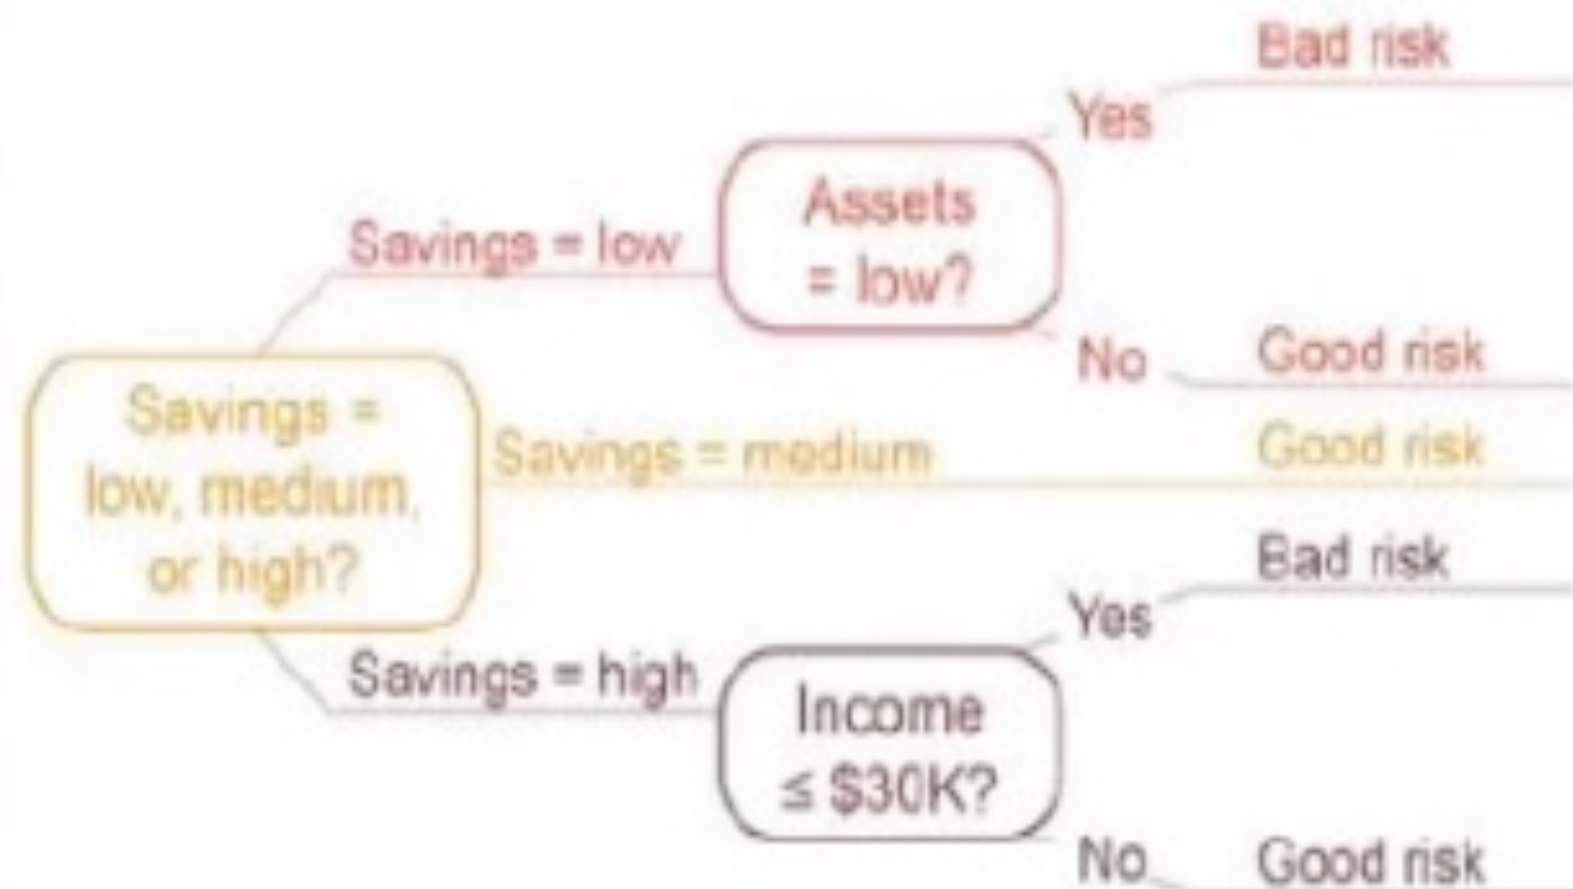 Bad risk
Yes
Assets
= low?
Savings = low
No
Good risk
Savings =
low, medium,
or high?
Savings = medium
Good risk
Bad risk
Yes
Savings = high
Income
≤ $30K?
No
Good risk